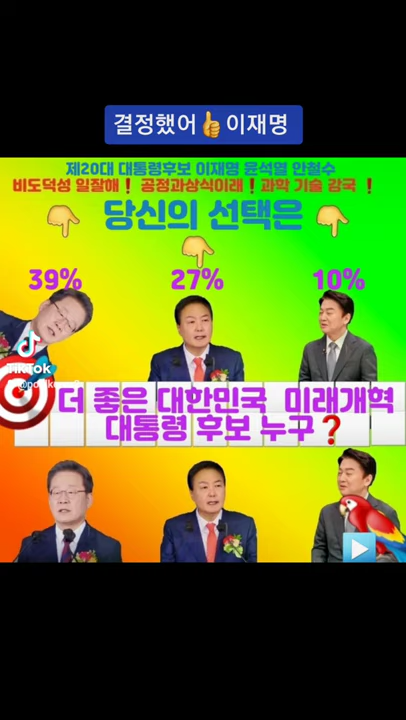 결정했어👍이재명
제20대 대통령후보 이재명 윤석열 안철수
비도덕성 일잘해❗ 공정과상식이래❗과학 기술 강국 ❗
당신의 선택은
39% 27% 10%
TikTok
더 좋은 대한민국 미래개혁
대통령 후보 누구❓